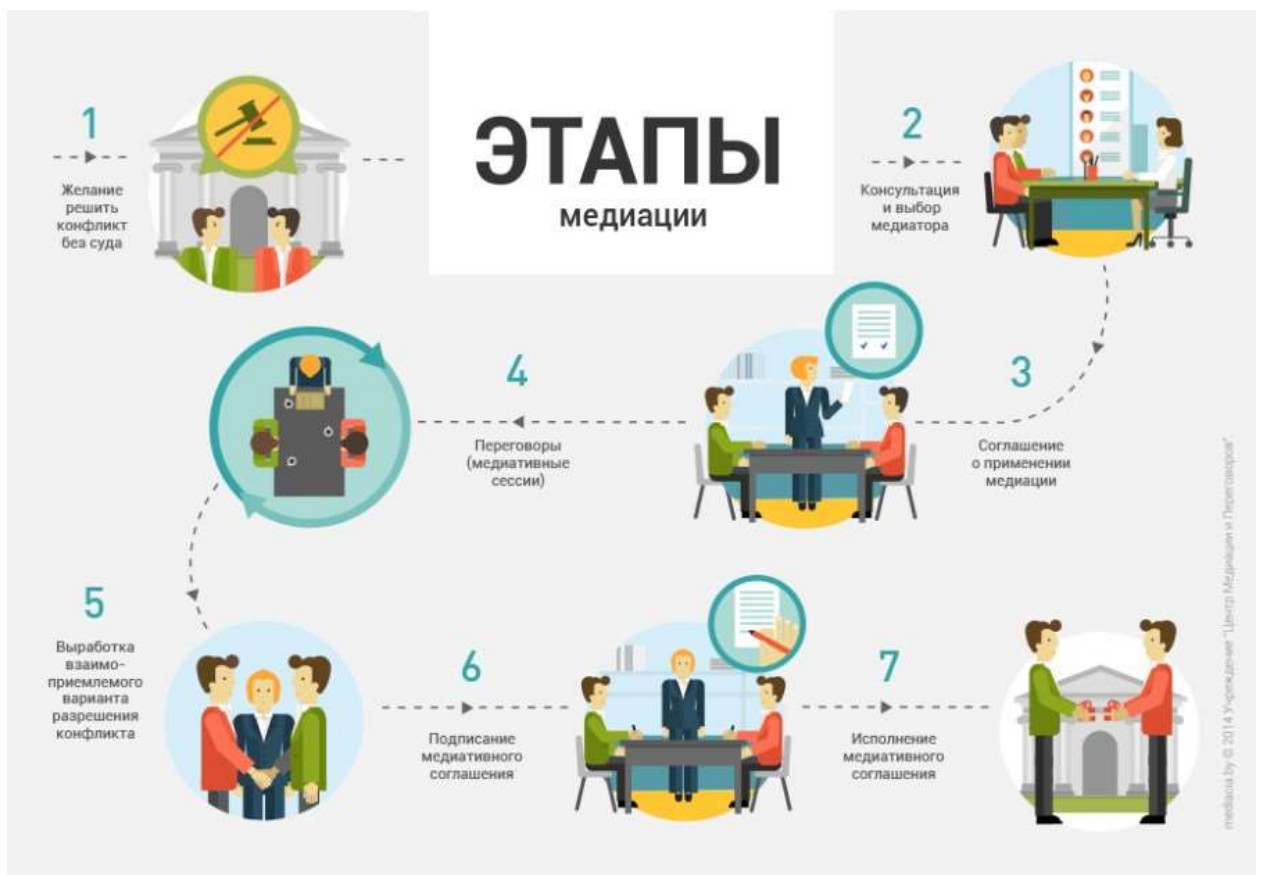 ЭТАПЫ
медиации
1
Желание
решить
конфликт
без суда
2
Консультация
и выбор
медиатора
3
Соглашение
о применении
медиации
4
Переговоры
(медиативные
сессии)
5
Выработка
взаимо-
приемлемого
варианта
разрешения
конфликта
6
Подписание
медиативного
соглашения
7
Исполнение
медиативного
соглашения
mediacia.by © 2014 Учреждение "Центр Медиации и Переговоров"